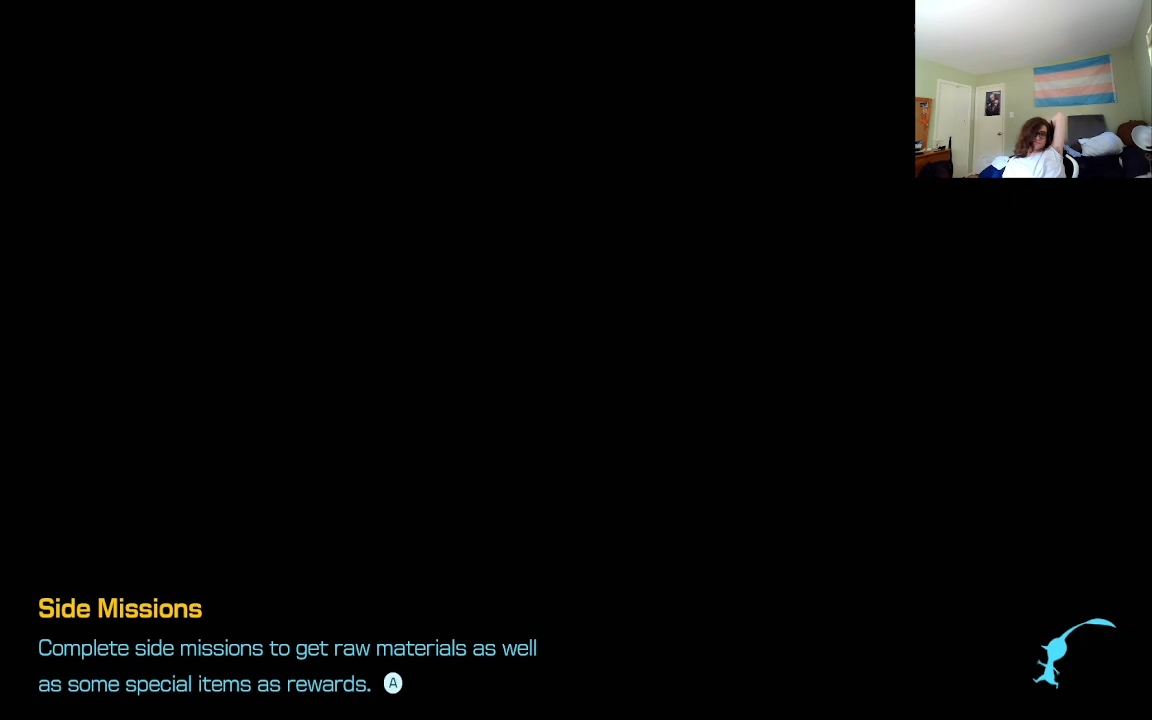 Side Missions
Complete side missions to get raw materials as well
as some special items as rewards. A